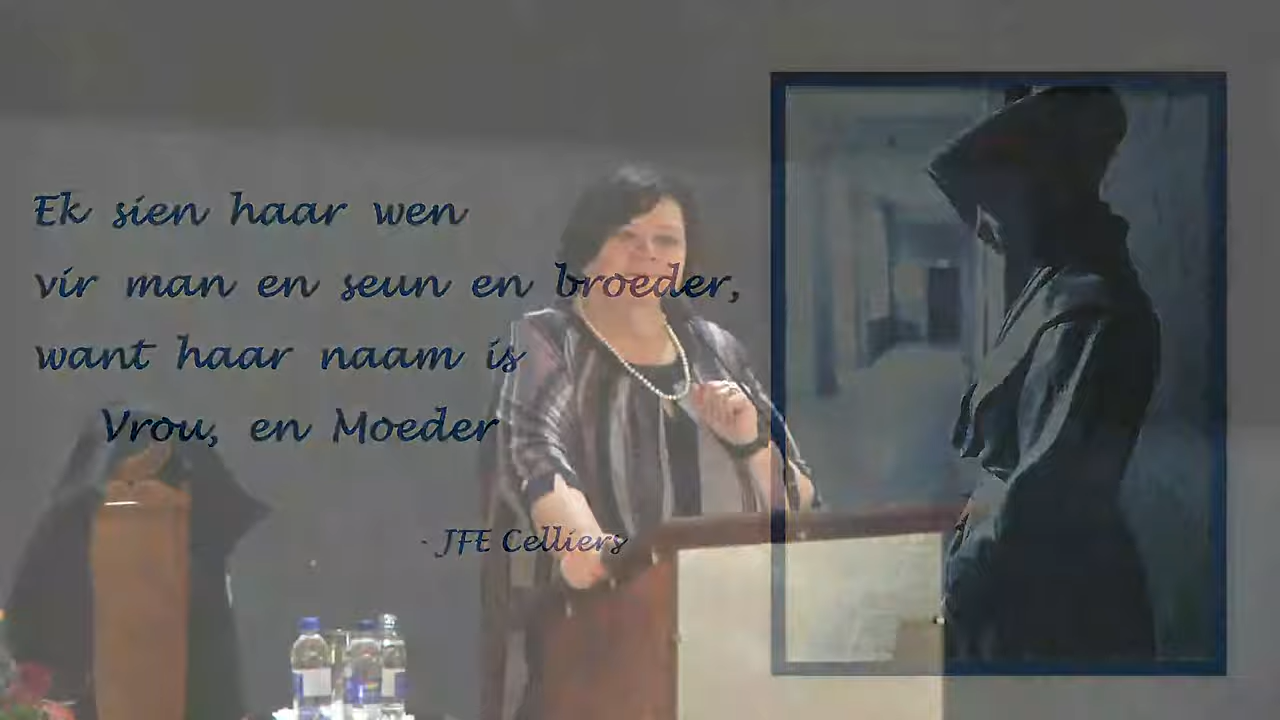 Ek sien haar wen
vir man en seun en broeder,
want haar naam is
Vrou, en Moeder
- JFE Celliers